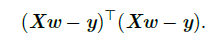 (Xw − y)⊤(Xw − y).